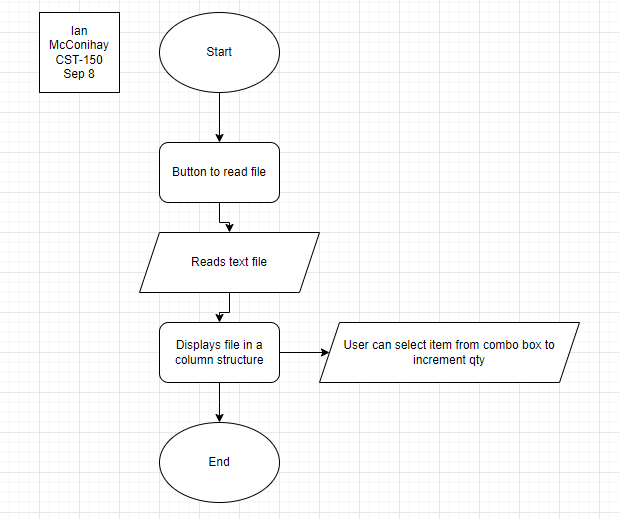 Ian
McConihay
CST-150
Sep 8
Start
Button to read file
Reads text file
Displays file in a
column structure
User can select item from combo box to
increment qty
End